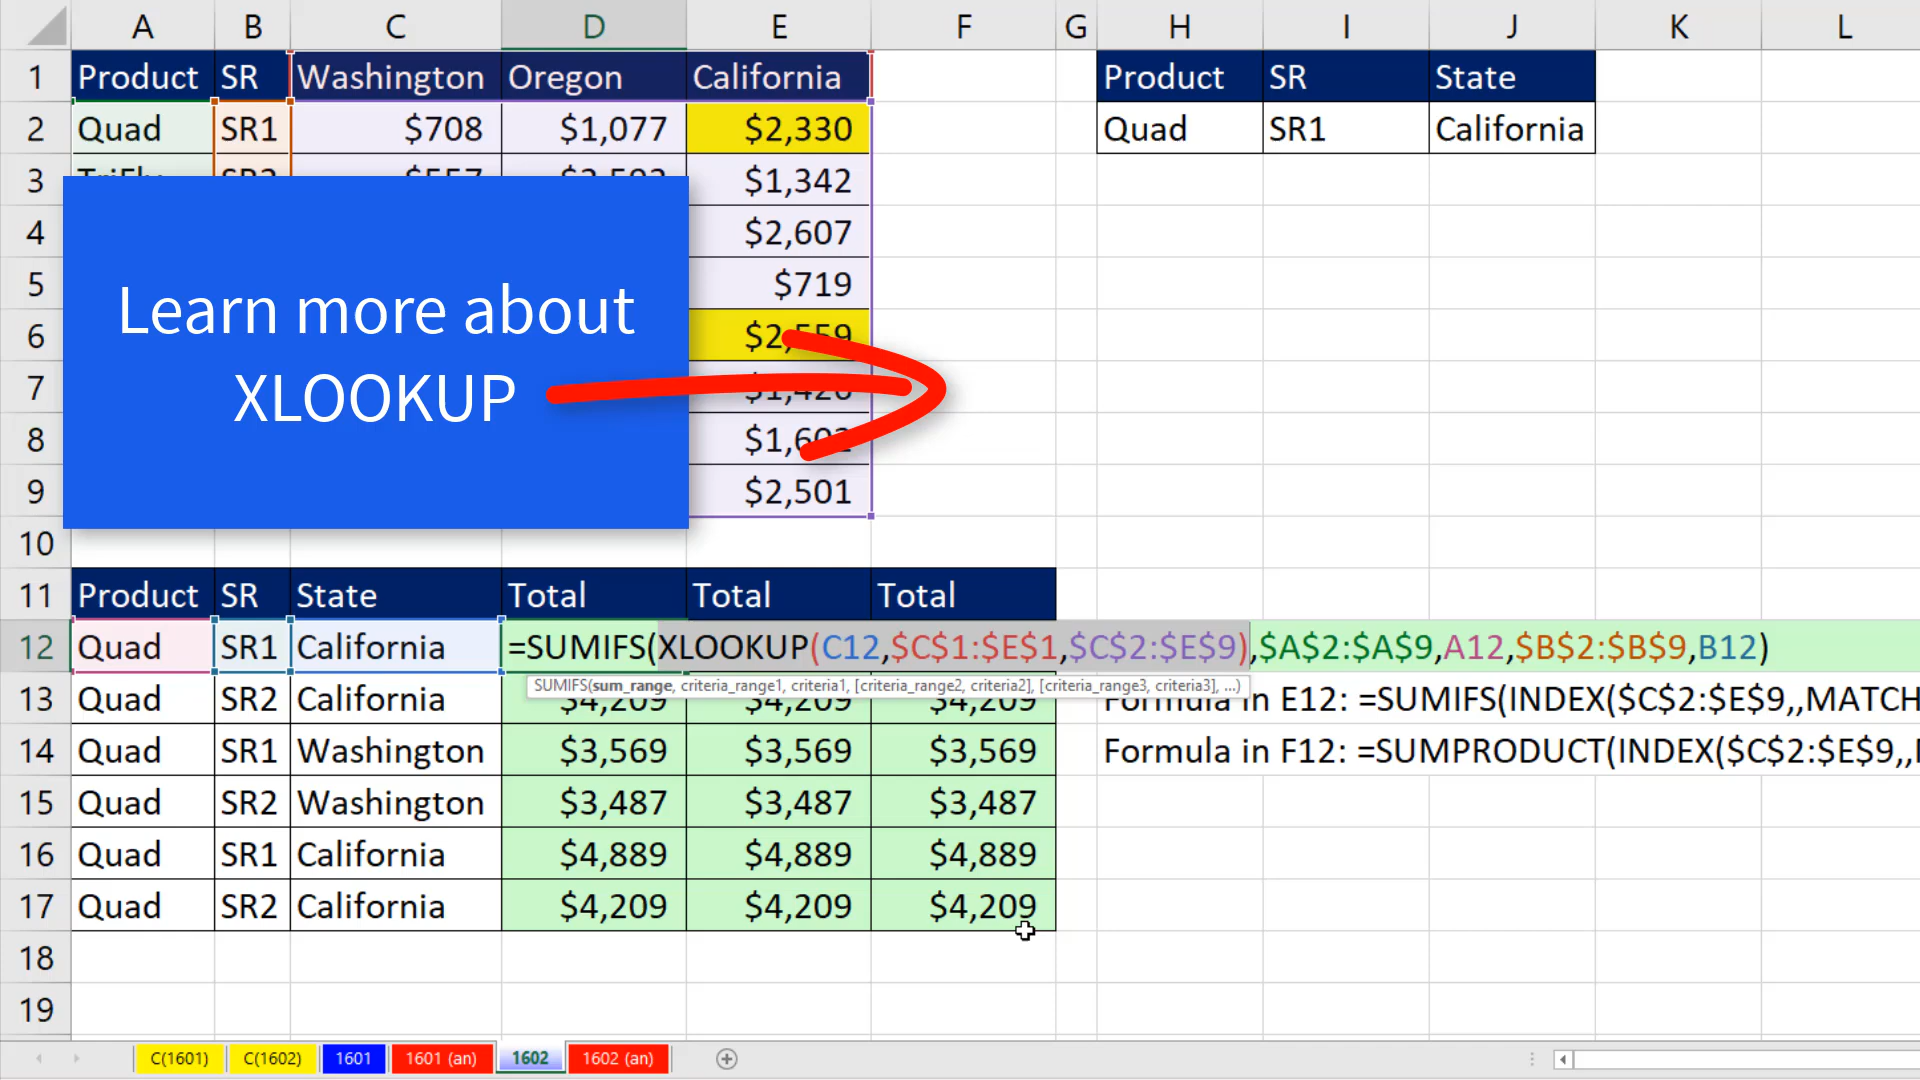 A B C D E F G H I J K L
1 Product SR Washington Oregon California Product SR State
2 Quad SR1 $708 $1,077 $2,330 Quad SR1 California
3 $1,342
4 $2,607
5 $719
6 $2,559
7 $1,426
8 $1,602
9 $2,501
Learn more about
XLOOKUP
10
11 Product SR State Total Total Total
12 Quad SR1 California =SUMIFS(XLOOKUP(C12,$C$1:$E$1,$C$2:$E$9),$A$2:$A$9,A12,$B$2:$B$9,B12)
SUMIFS(sum_range, criteria_range1, criteria1, [criteria_range2, criteria2], [criteria_range3, criteria3], ...)
13 Quad SR2 California $4,209 $4,209 $4,209 Formula in E12: =SUMIFS(INDEX($C$2:$E$9,,MATCH
14 Quad SR1 Washington $3,569 $3,569 $3,569 Formula in F12: =SUMPRODUCT(INDEX($C$2:$E$9,,
15 Quad SR2 Washington $3,487 $3,487 $3,487
16 Quad SR1 California $4,889 $4,889 $4,889
17 Quad SR2 California $4,209 $4,209 $4,209
18
19
C(1601) C(1602) 1601 1601 (an) 1602 1602 (an)